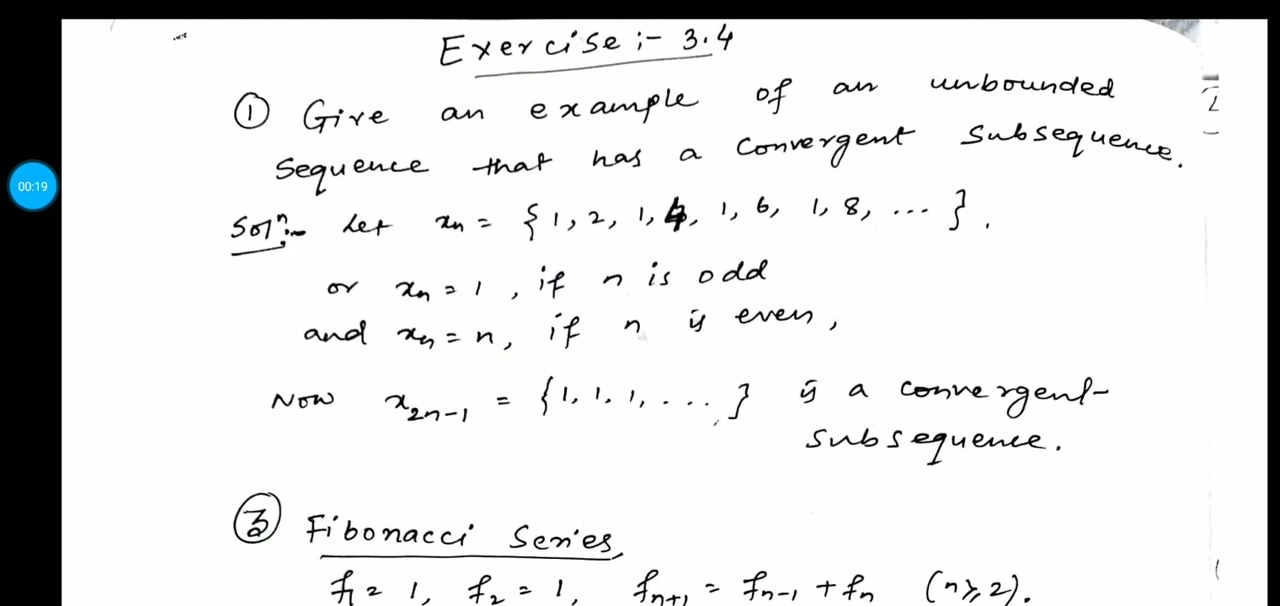 Exercise :- 3.4
① Give an example of an unbounded
sequence that has a convergent subsequence.
Solⁿ:- Let xₙ = {1, 2, 1, 4, 1, 6, 1, 8, ... }.
or xₙ = 1, if n is odd
and xₙ = n, if n is even,
Now x₂ₙ₋₁ = {1, 1, 1, ... } is a convergent
subsequence.
③ Fibonacci Series,
f₁ = 1, f₂ = 1, fₙ₊₁ = fₙ₋₁ + fₙ (n ≥ 2).
00:19